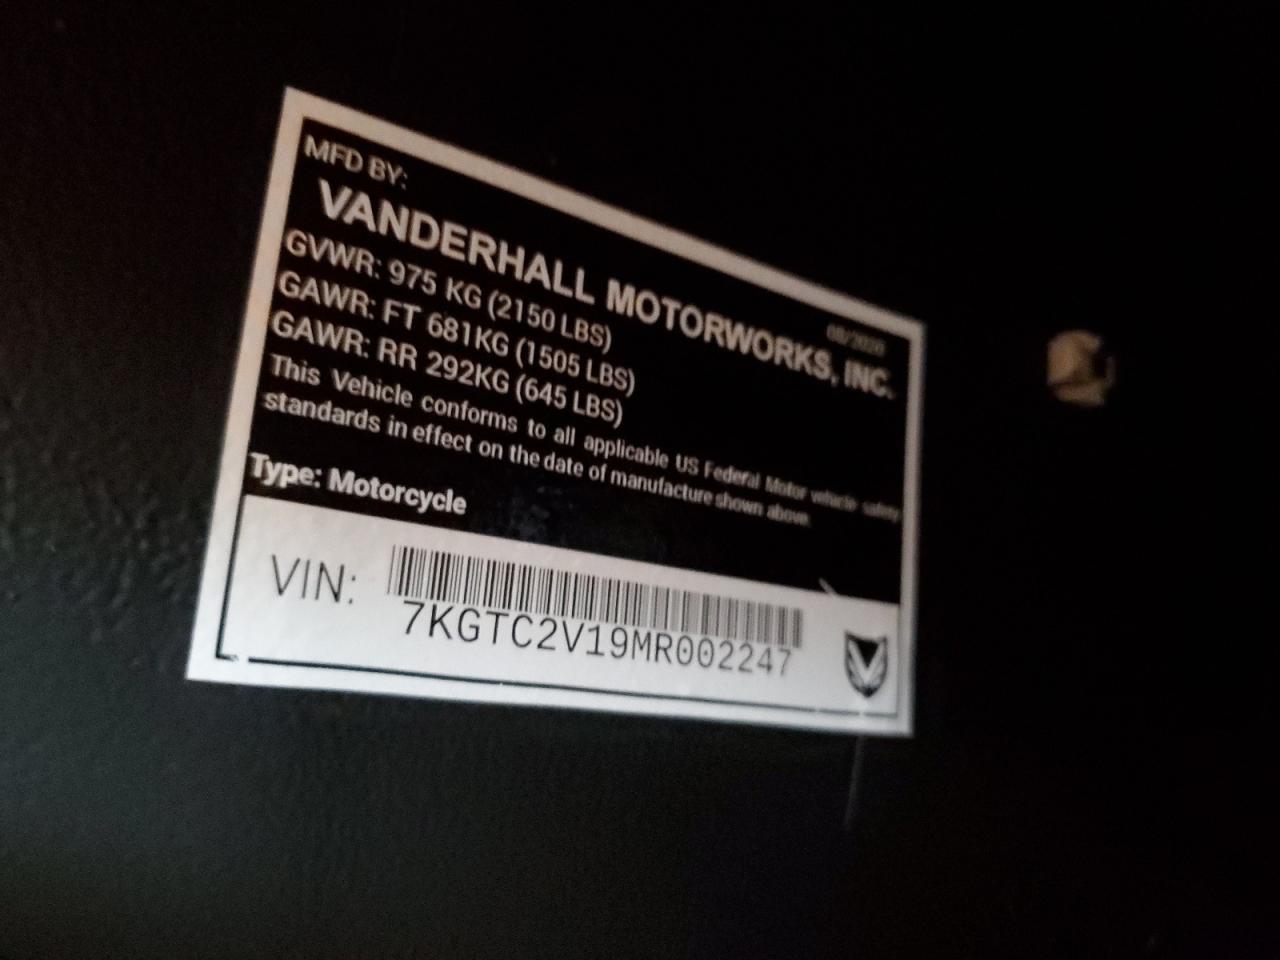 MFD BY:
08/2020
VANDERHALL MOTORWORKS, INC.
GVWR: 975 KG (2150 LBS)
GAWR: FT 681KG (1505 LBS)
GAWR: RR 292KG (645 LBS)
This Vehicle conforms to all applicable US Federal Motor vehicle safety
standards in effect on the date of manufacture shown above.
Type: Motorcycle
VIN:
7KGTC2V19MR002247